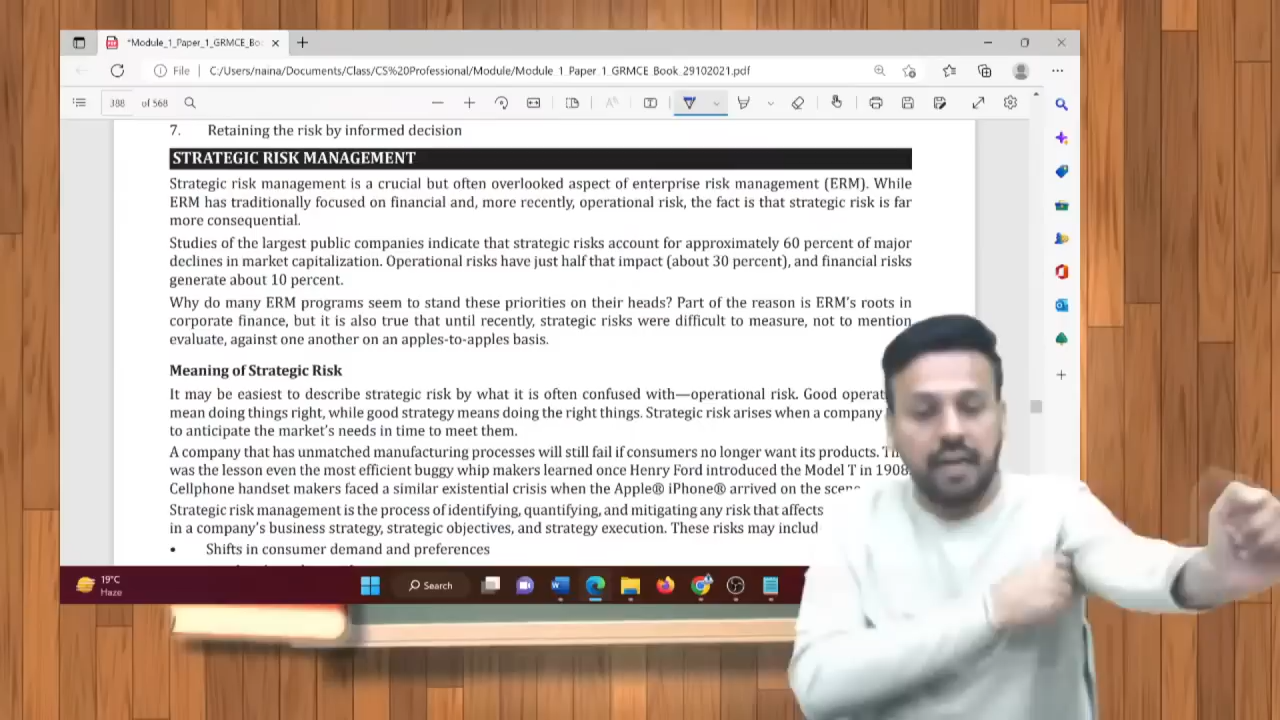 *Module_1_Paper_1_GRMCE_Bo
File C:/Users/naina/Documents/Class/CS%20Professional/Module/Module_1_Paper_1_GRMCE_Book_29102021.pdf
388 of 568
7. Retaining the risk by informed decision
STRATEGIC RISK MANAGEMENT
Strategic risk management is a crucial but often overlooked aspect of enterprise risk management (ERM). While
ERM has traditionally focused on financial and, more recently, operational risk, the fact is that strategic risk is far
more consequential.
Studies of the largest public companies indicate that strategic risks account for approximately 60 percent of major
declines in market capitalization. Operational risks have just half that impact (about 30 percent), and financial risks
generate about 10 percent.
Why do many ERM programs seem to stand these priorities on their heads? Part of the reason is ERM's roots in
corporate finance, but it is also true that until recently, strategic risks were difficult to measure, not to mention
evaluate, against one another on an apples-to-apples basis.
Meaning of Strategic Risk
It may be easiest to describe strategic risk by what it is often confused with—operational risk. Good operat
mean doing things right, while good strategy means doing the right things. Strategic risk arises when a company
to anticipate the market's needs in time to meet them.
A company that has unmatched manufacturing processes will still fail if consumers no longer want its products. T
was the lesson even the most efficient buggy whip makers learned once Henry Ford introduced the Model T in 1908
Cellphone handset makers faced a similar existential crisis when the Apple® iPhone® arrived on the scene
Strategic risk management is the process of identifying, quantifying, and mitigating any risk that affects
in a company's business strategy, strategic objectives, and strategy execution. These risks may includ
• Shifts in consumer demand and preferences
19°C
Haze
Search